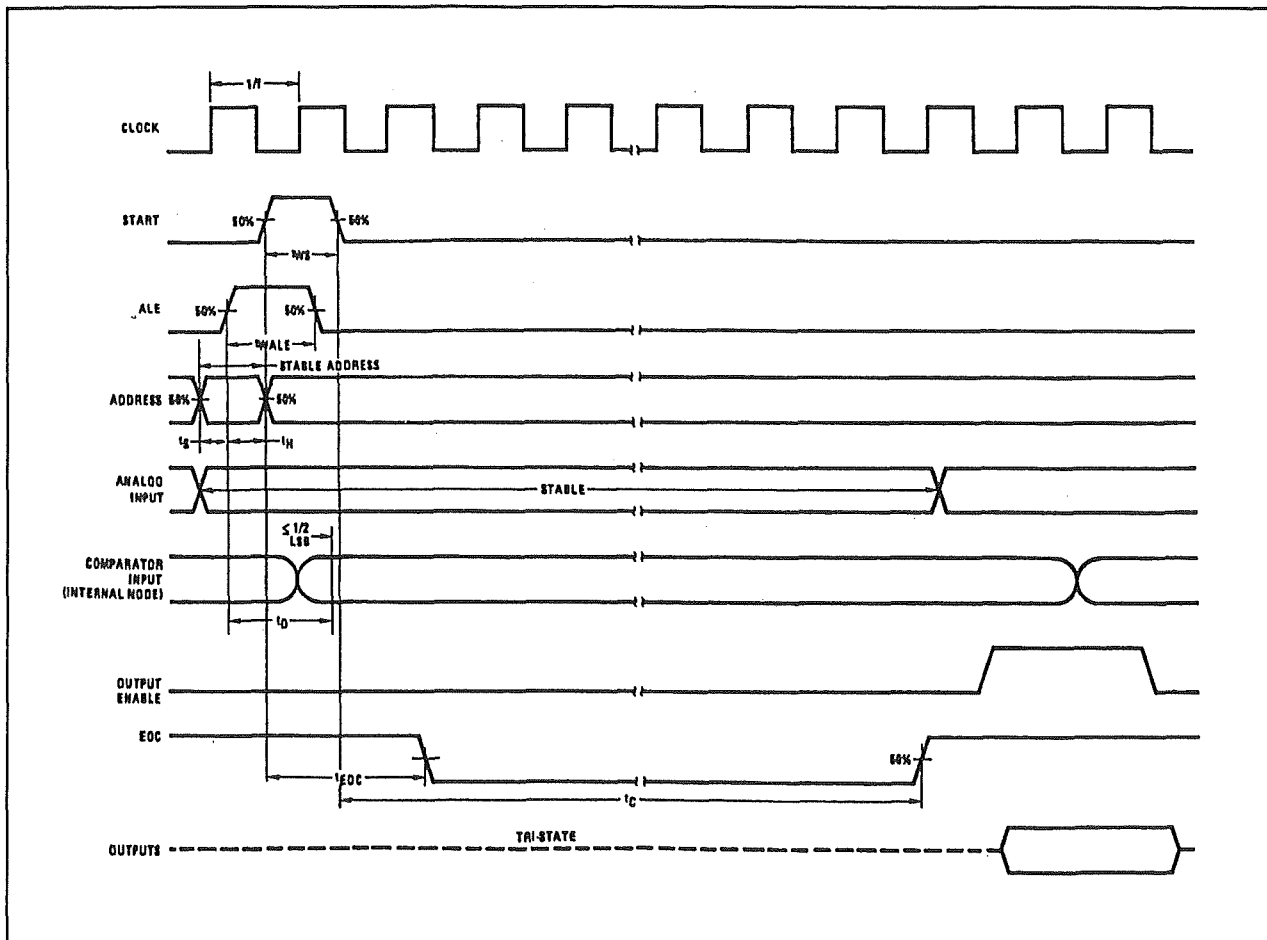 1/f
CLOCK
START
50%
50%
tWS
ALE
50%
50%
tWALE
STABLE ADDRESS
ADDRESS
50%
50%
tS
tH
ANALOG
INPUT
STABLE
≤ 1/2
LSB
COMPARATOR
INPUT
(INTERNAL NODE)
tD
OUTPUT
ENABLE
EOC
50%
tEOC
tC
TRI-STATE
OUTPUTS